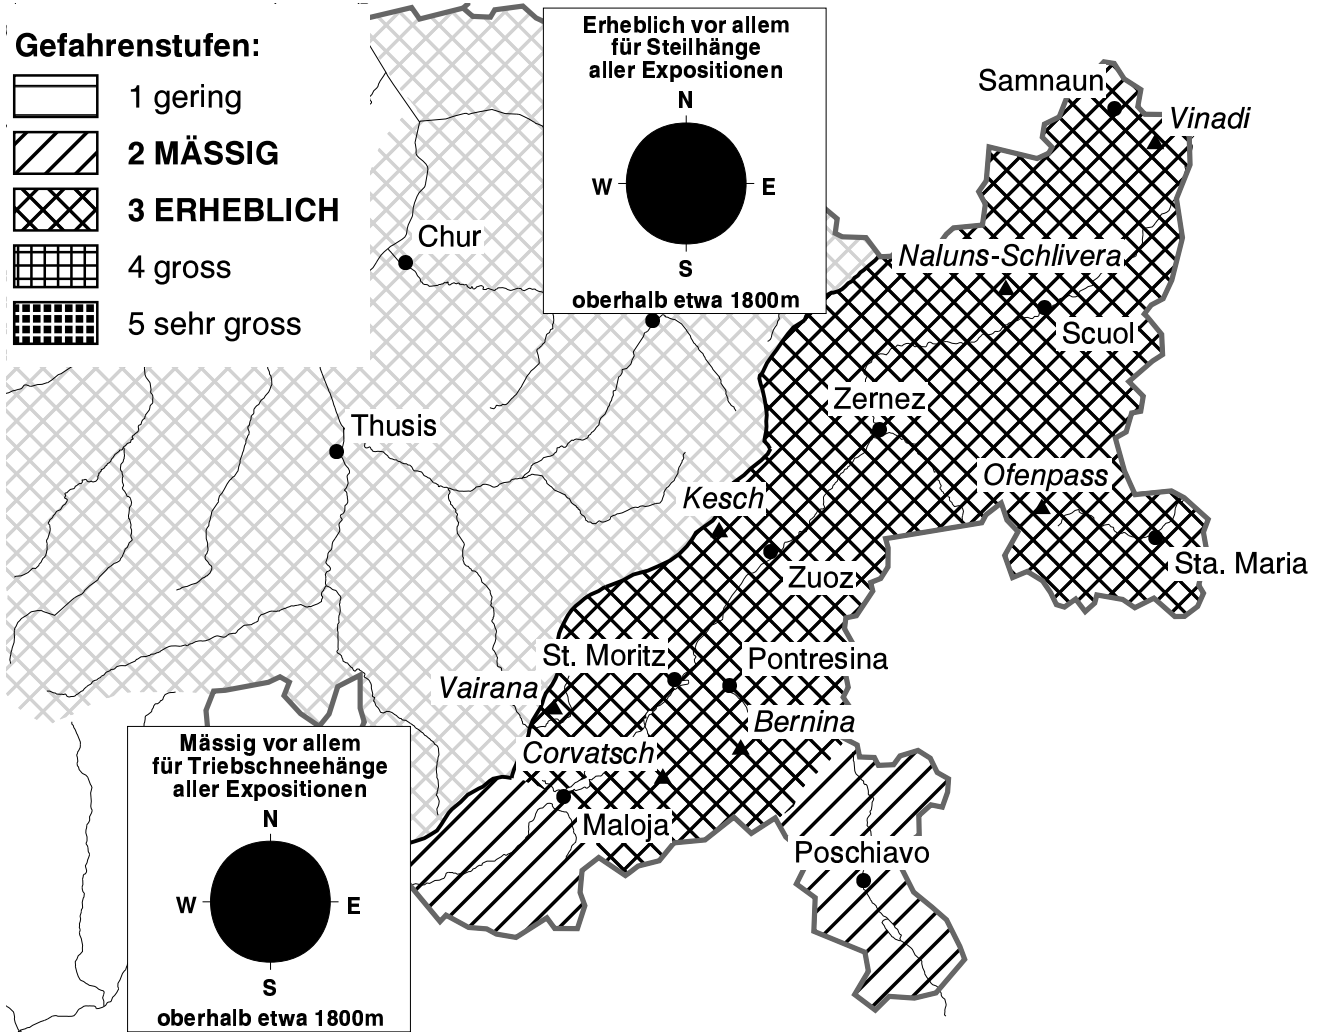 Gefahrenstufen:
1 gering
2 MÄSSIG
3 ERHEBLICH
4 gross
5 sehr gross
Erheblich vor allem
für Steilhänge
aller Expositionen
N
W
E
S
oberhalb etwa 1800m
Samnaun
Vinadi
Chur
Naluns-Schlivera
Scuol
Zernez
Thusis
Ofenpass
Kesch
Sta. Maria
Zuoz
St. Moritz
Pontresina
Vairana
Bernina
Corvatsch
Maloja
Poschiavo
Mässig vor allem
für Triebschneehänge
aller Expositionen
N
W
E
S
oberhalb etwa 1800m